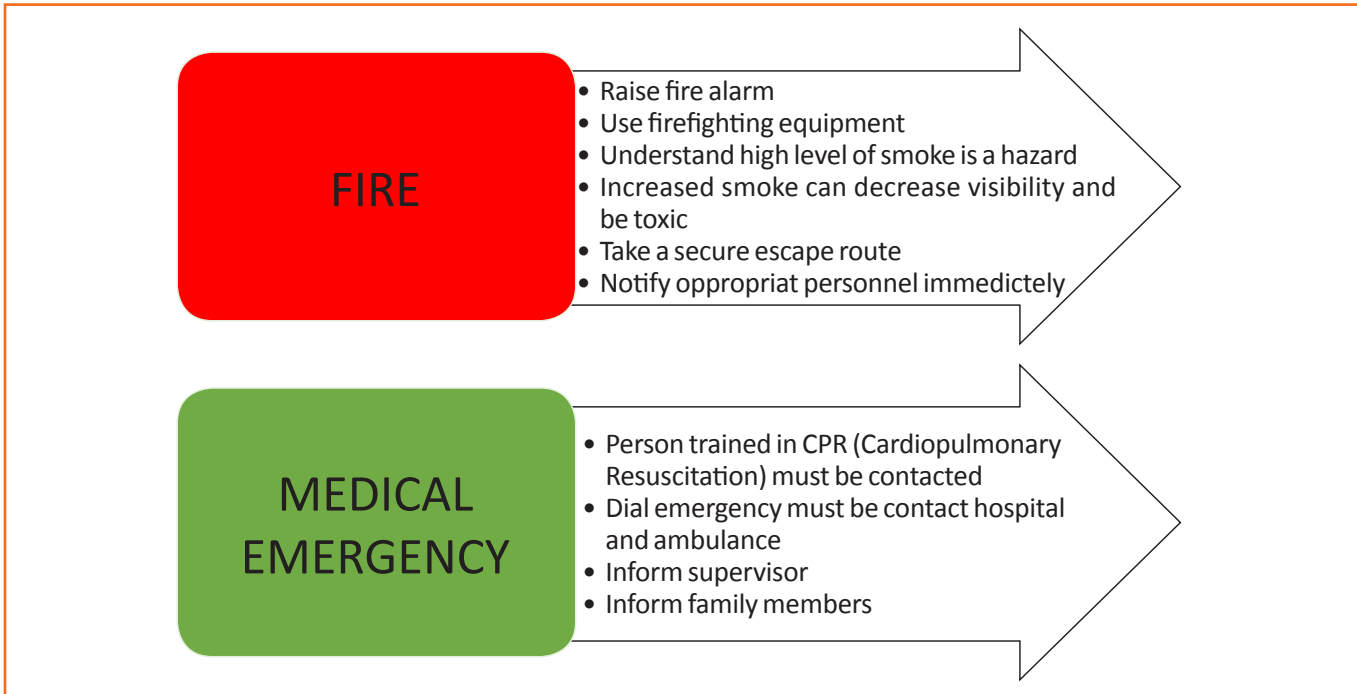 FIRE
• Raise fire alarm
• Use firefighting equipment
• Understand high level of smoke is a hazard
• Increased smoke can decrease visibility and
be toxic
• Take a secure escape route
• Notify oppropriat personnel immedictely
MEDICAL
EMERGENCY
• Person trained in CPR (Cardiopulmonary
Resuscitation) must be contacted
• Dial emergency must be contact hospital
and ambulance
• Inform supervisor
• Inform family members